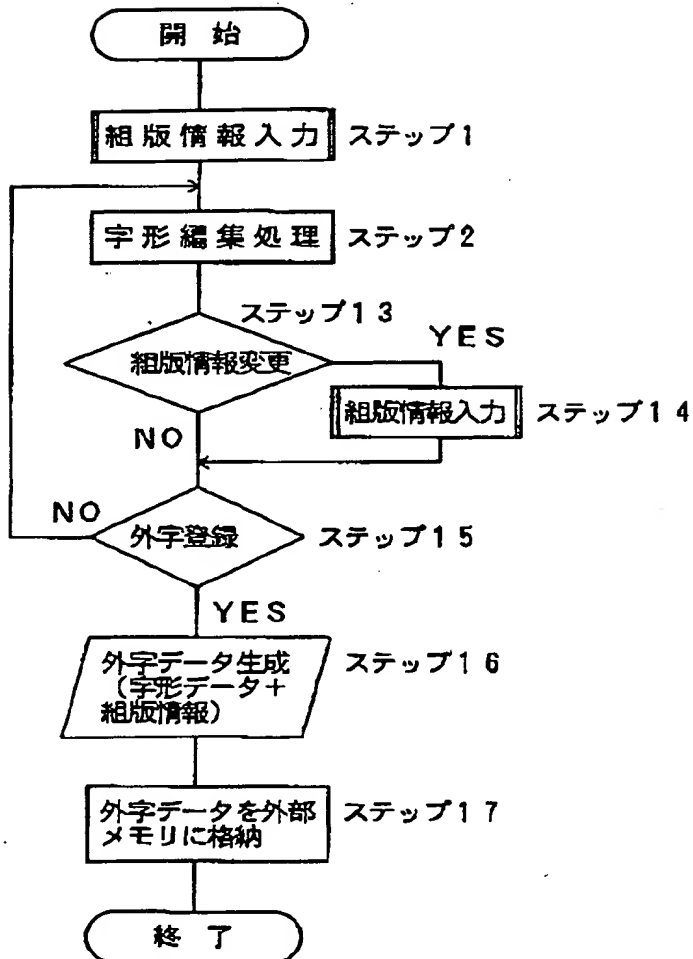 開始
組版情報入力 ステップ1
字形編集処理 ステップ2
ステップ13
組版情報変更
YES
組版情報入力 ステップ14
NO
NO
外字登録 ステップ15
YES
外字データ生成 ステップ16
(字形データ+
組版情報)
外字データを外部 ステップ17
メモリに格納
終了